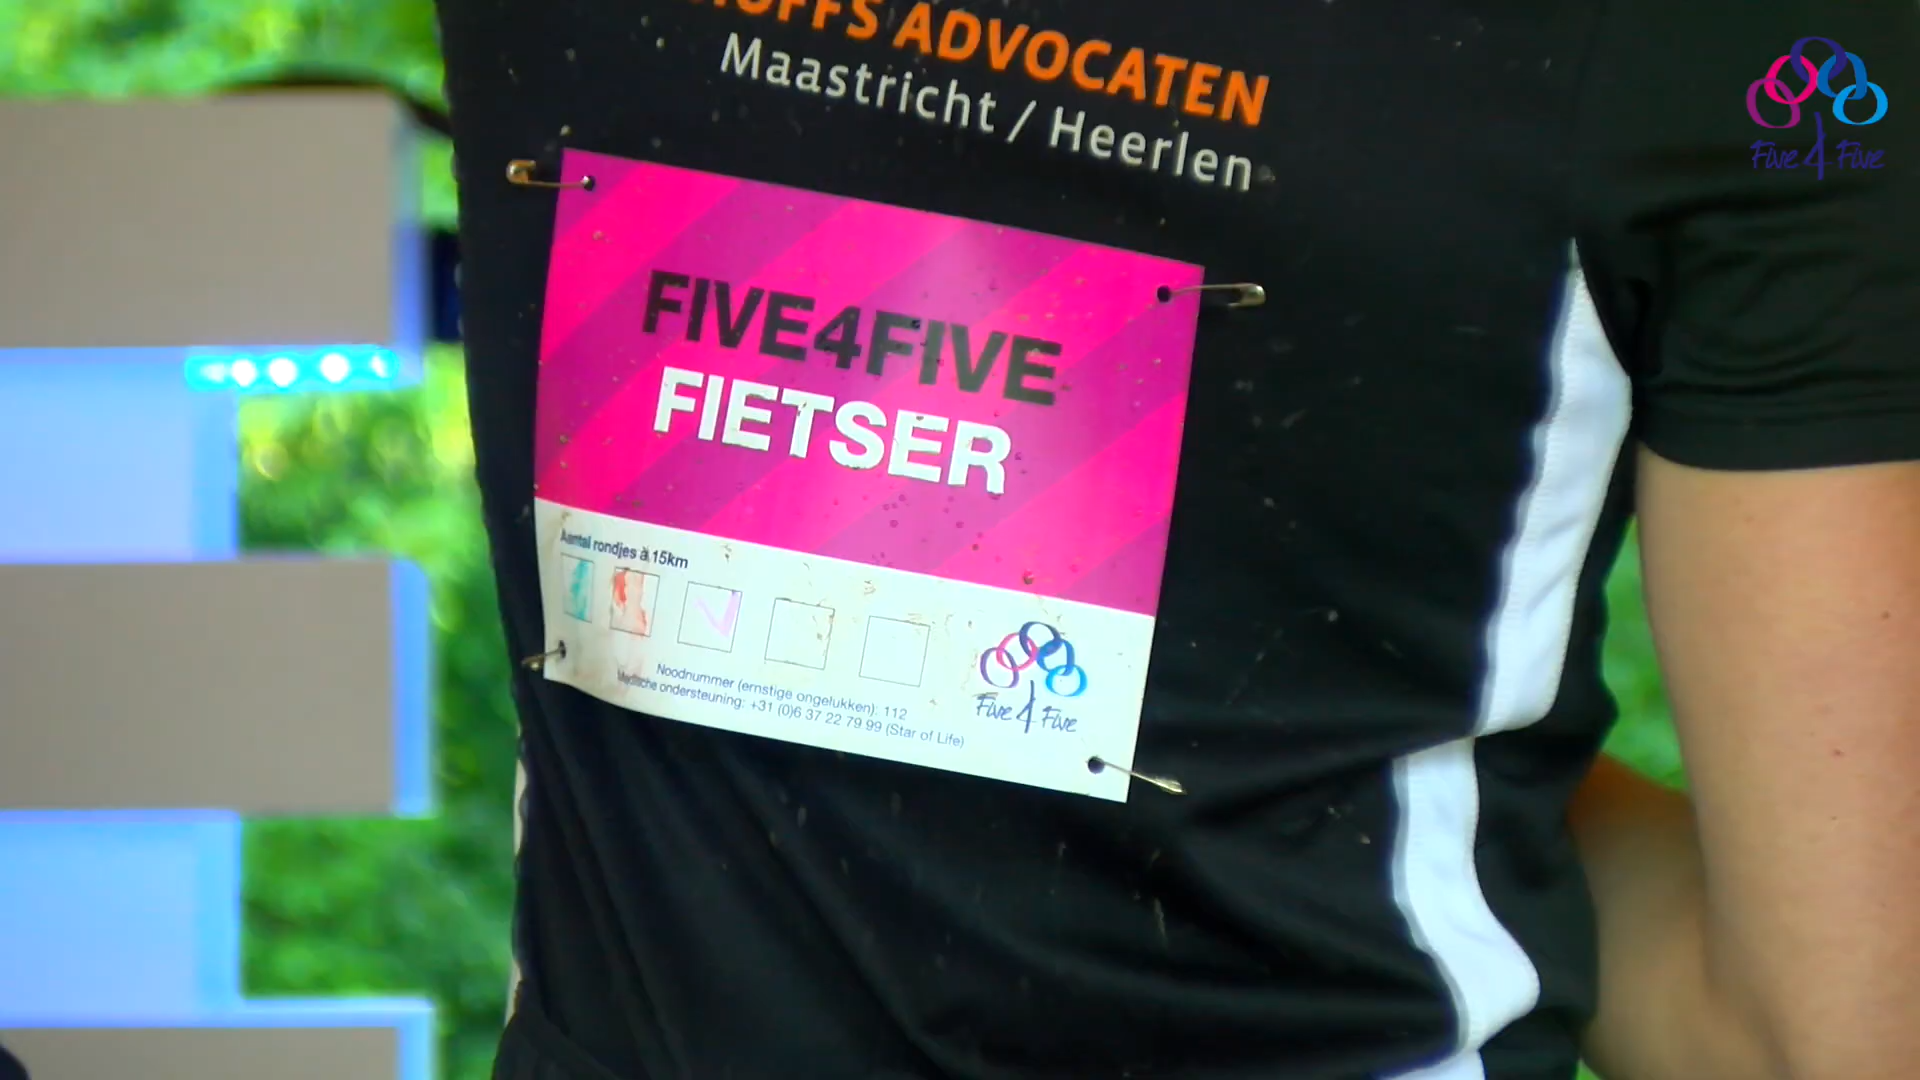 ADVOCATEN
Maastricht / Heerlen
Five 4 Five
FIVE4FIVE
FIETSER
Aantal rondjes à 15km
Noodnummer (ernstige ongelukken): 112
Medische ondersteuning: +31 (0)6 37 22 79 99 (Star of Life)
Five 4 Five